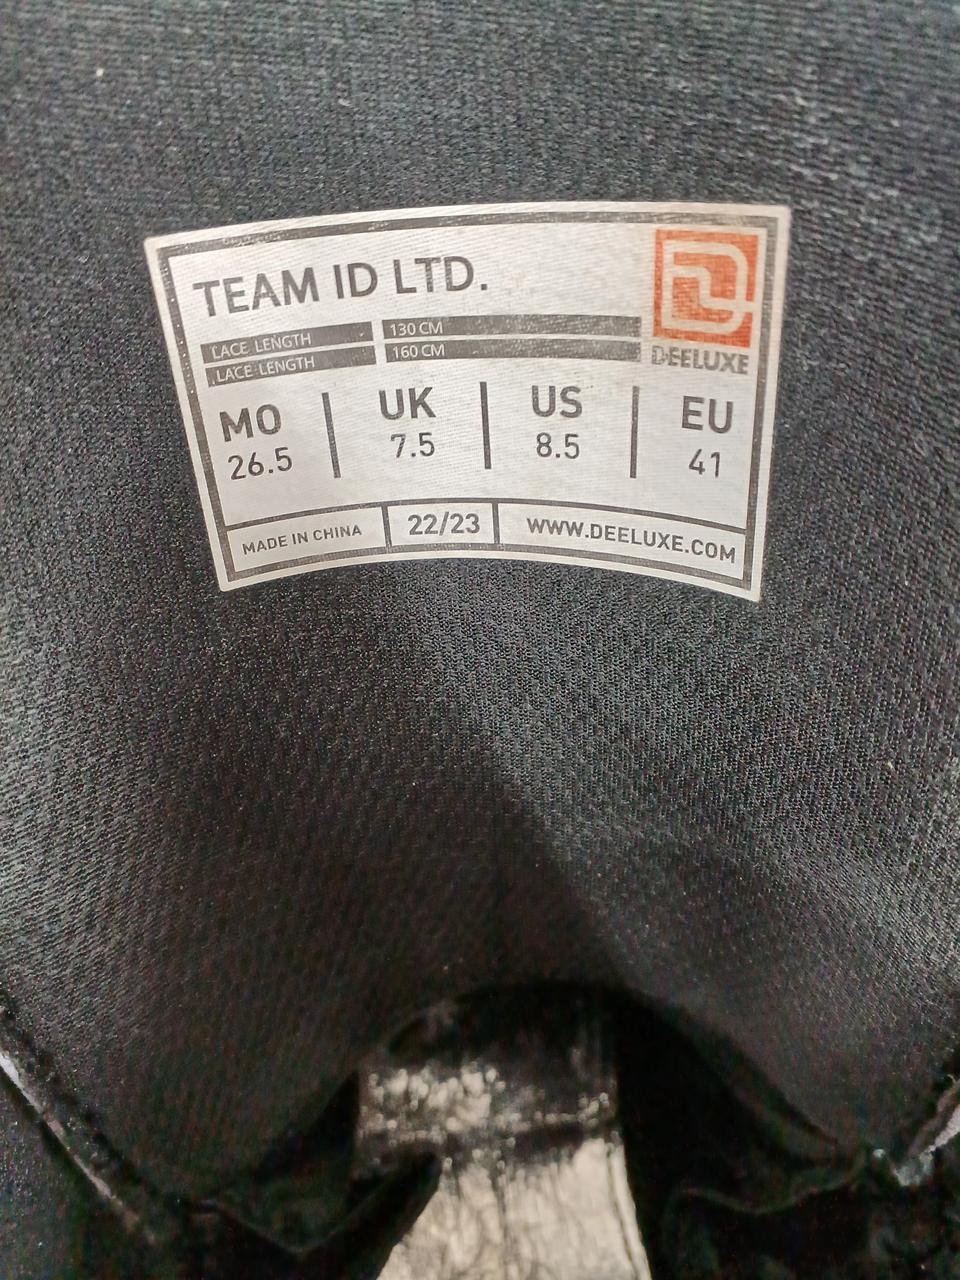 TEAM ID LTD.
LACE LENGTH 130 CM
LACE LENGTH 160 CM
DEELUXE
MO UK US EU
26.5 7.5 8.5 41
MADE IN CHINA 22/23 WWW.DEELUXE.COM